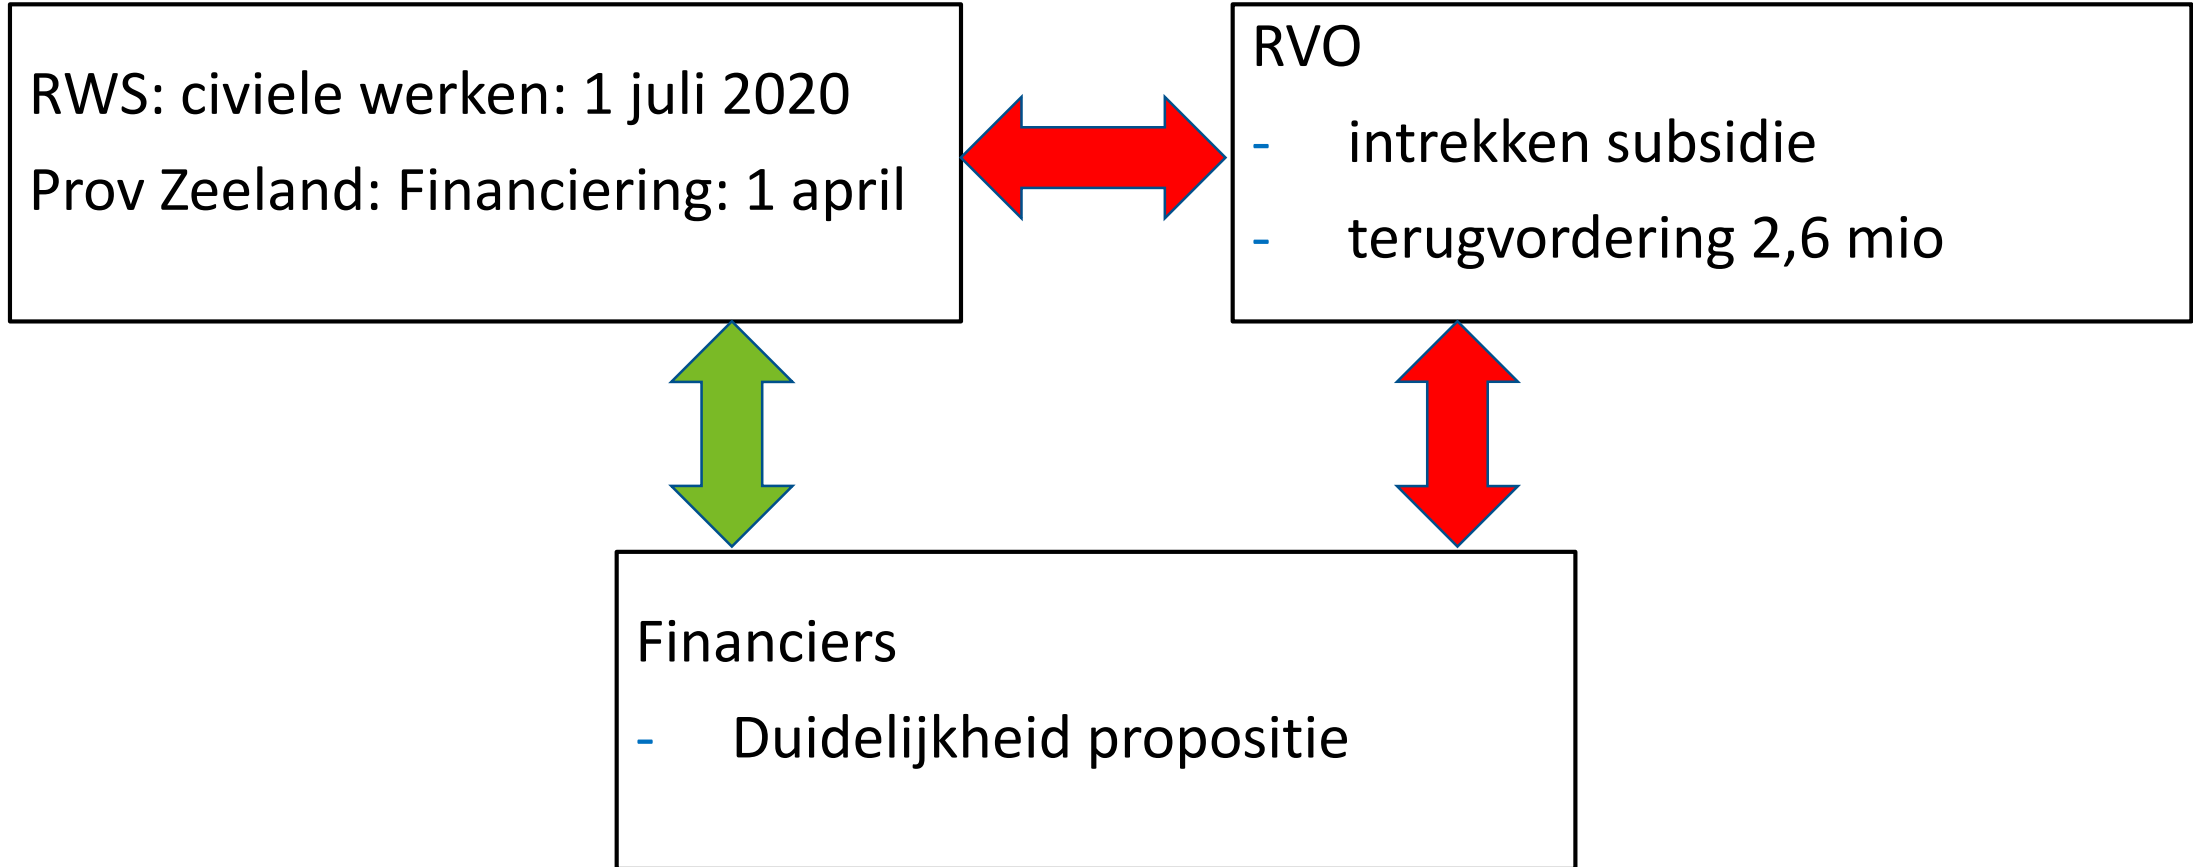 RWS: civiele werken: 1 juli 2020
Prov Zeeland: Financiering: 1 april
RVO
- intrekken subsidie
- terugvordering 2,6 mio
Financiers
- Duidelijkheid propositie